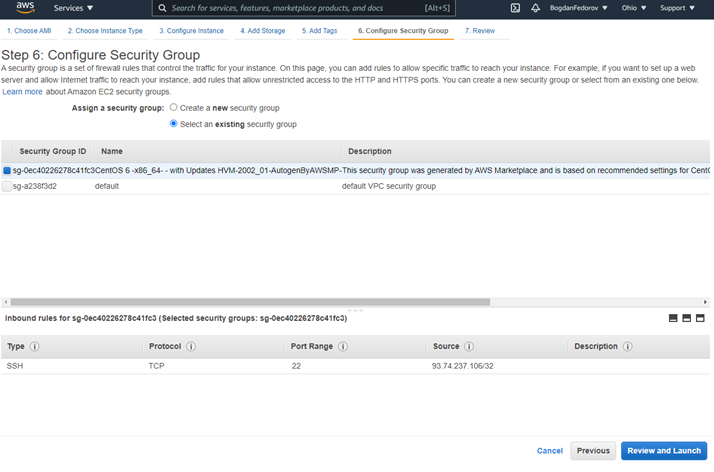 aws Services Search for services, features, marketplace products, and docs [Alt+S] BogdanFedorov Ohio Support
1. Choose AMI 2. Choose Instance Type 3. Configure Instance 4. Add Storage 5. Add Tags 6. Configure Security Group 7. Review
Step 6: Configure Security Group
A security group is a set of firewall rules that control the traffic for your instance. On this page, you can add rules to allow specific traffic to reach your instance. For example, if you want to set up a web
server and allow Internet traffic to reach your instance, add rules that allow unrestricted access to the HTTP and HTTPS ports. You can create a new security group or select from an existing one below.
Learn more about Amazon EC2 security groups.
Assign a security group: Create a new security group
Select an existing security group
Security Group ID Name Description
sg-0ec40226278c41fc3 CentOS 6 -x86_64- - with Updates HVM-2002_01-AutogenByAWSMP- This security group was generated by AWS Marketplace and is based on recommended settings for CentO
sg-a238f3d2 default default VPC security group
Inbound rules for sg-0ec40226278c41fc3 (Selected security groups: sg-0ec40226278c41fc3)
Type Protocol Port Range Source Description
SSH TCP 22 93.74.237.106/32
Cancel Previous Review and Launch